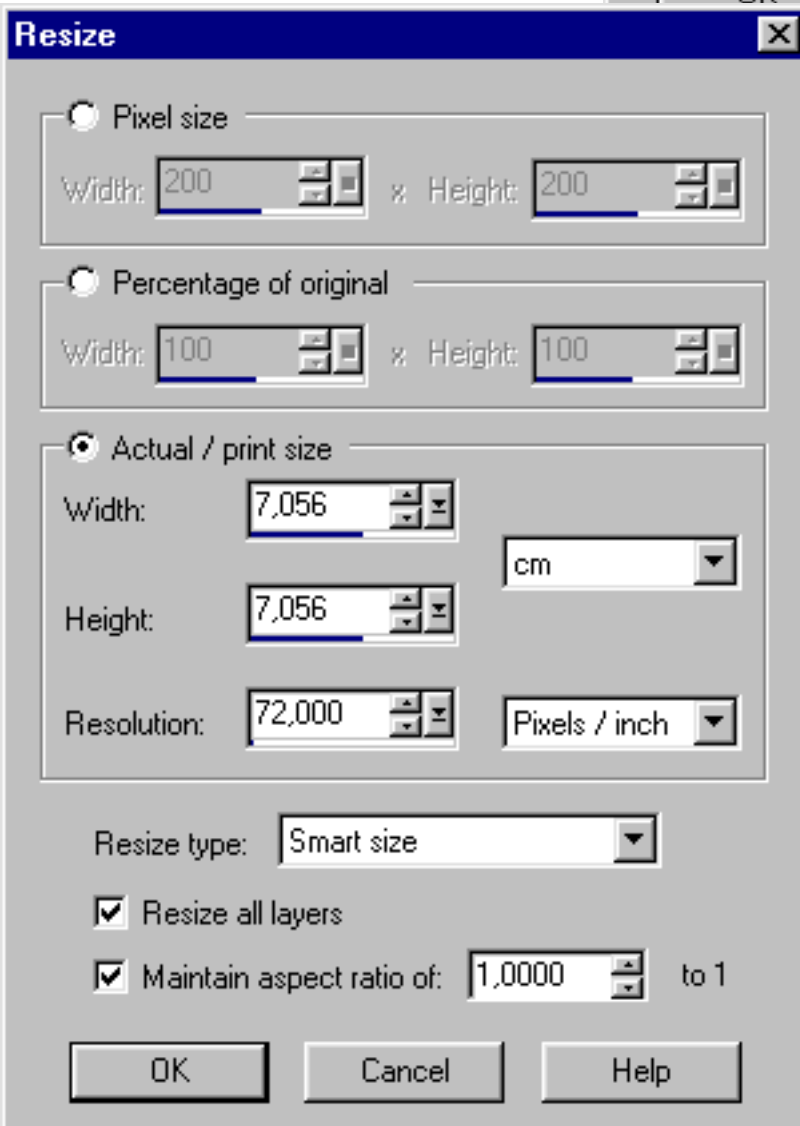 Resize
Pixel size
Width: 200 x Height: 200
Percentage of original
Width: 100 x Height: 100
Actual / print size
Width: 7,056
cm
Height: 7,056
Resolution: 72,000 Pixels / inch
Resize type: Smart size
Resize all layers
Maintain aspect ratio of: 1,0000 to 1
OK Cancel Help